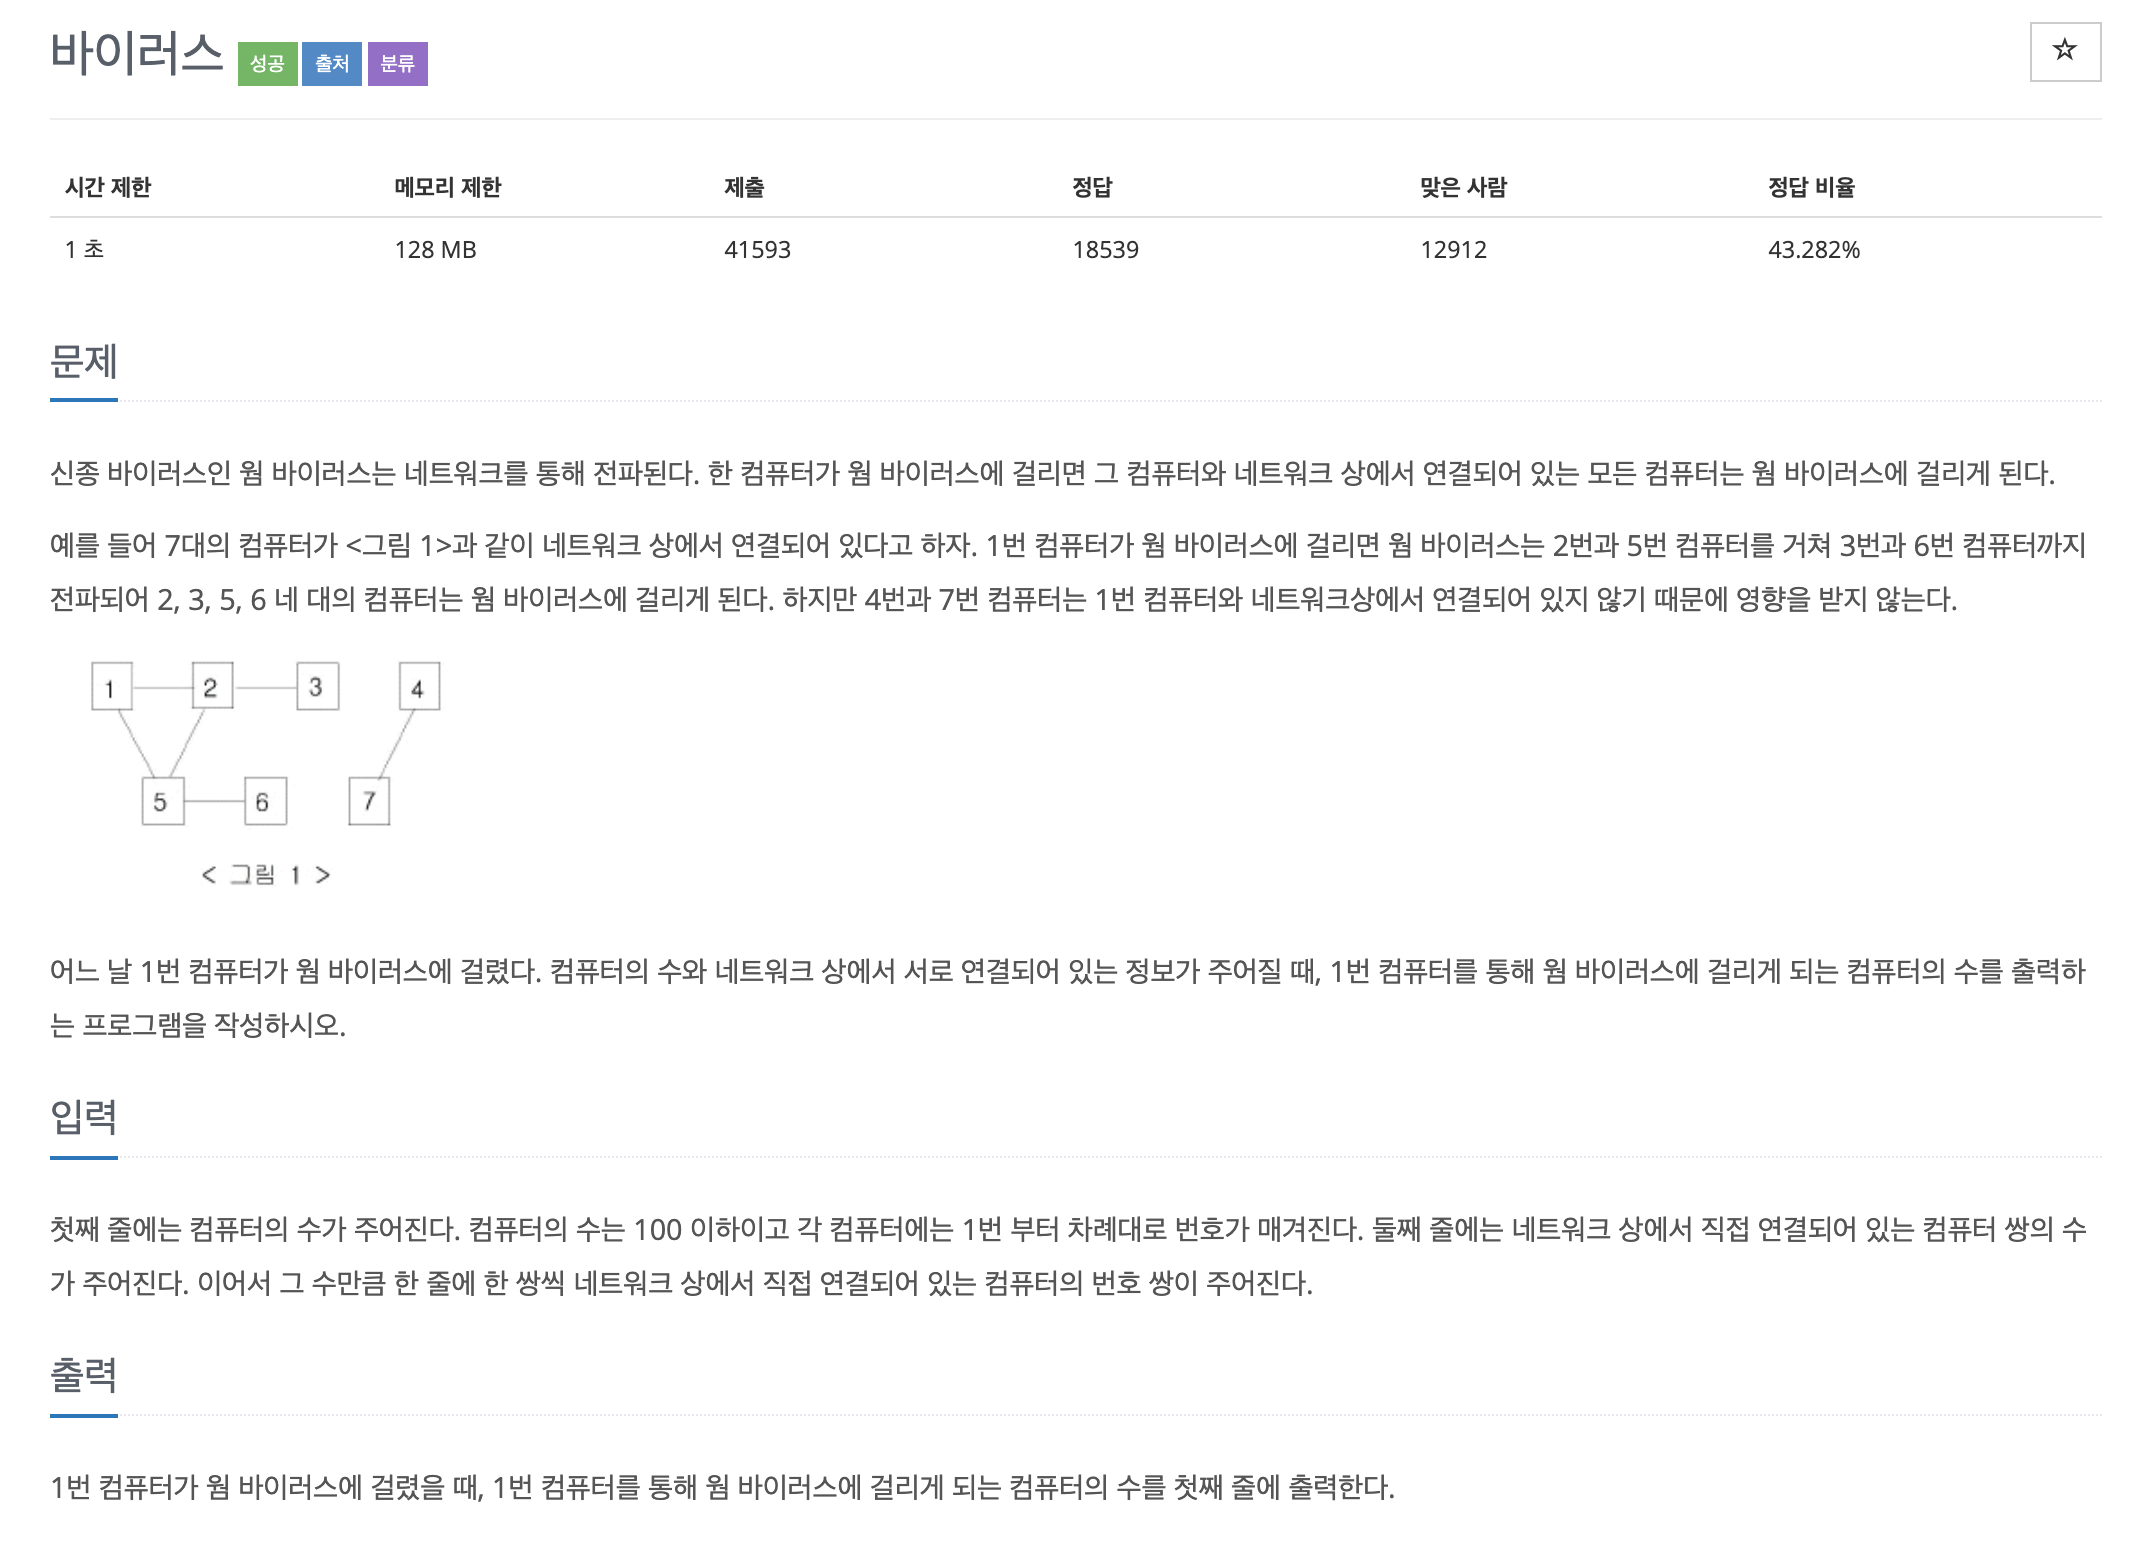 바이러스 성공 출처 분류
☆
시간 제한 메모리 제한 제출 정답 맞은 사람 정답 비율
1 초 128 MB 41593 18539 12912 43.282%
문제
신종 바이러스인 웜 바이러스는 네트워크를 통해 전파된다. 한 컴퓨터가 웜 바이러스에 걸리면 그 컴퓨터와 네트워크 상에서 연결되어 있는 모든 컴퓨터는 웜 바이러스에 걸리게 된다.
예를 들어 7대의 컴퓨터가 <그림 1>과 같이 네트워크 상에서 연결되어 있다고 하자. 1번 컴퓨터가 웜 바이러스에 걸리면 웜 바이러스는 2번과 5번 컴퓨터를 거쳐 3번과 6번 컴퓨터까지
전파되어 2, 3, 5, 6 네 대의 컴퓨터는 웜 바이러스에 걸리게 된다. 하지만 4번과 7번 컴퓨터는 1번 컴퓨터와 네트워크상에서 연결되어 있지 않기 때문에 영향을 받지 않는다.
1 2 3 4
5 6 7
< 그림 1 >
어느 날 1번 컴퓨터가 웜 바이러스에 걸렸다. 컴퓨터의 수와 네트워크 상에서 서로 연결되어 있는 정보가 주어질 때, 1번 컴퓨터를 통해 웜 바이러스에 걸리게 되는 컴퓨터의 수를 출력하
는 프로그램을 작성하시오.
입력
첫째 줄에는 컴퓨터의 수가 주어진다. 컴퓨터의 수는 100 이하이고 각 컴퓨터에는 1번 부터 차례대로 번호가 매겨진다. 둘째 줄에는 네트워크 상에서 직접 연결되어 있는 컴퓨터 쌍의 수
가 주어진다. 이어서 그 수만큼 한 줄에 한 쌍씩 네트워크 상에서 직접 연결되어 있는 컴퓨터의 번호 쌍이 주어진다.
출력
1번 컴퓨터가 웜 바이러스에 걸렸을 때, 1번 컴퓨터를 통해 웜 바이러스에 걸리게 되는 컴퓨터의 수를 첫째 줄에 출력한다.